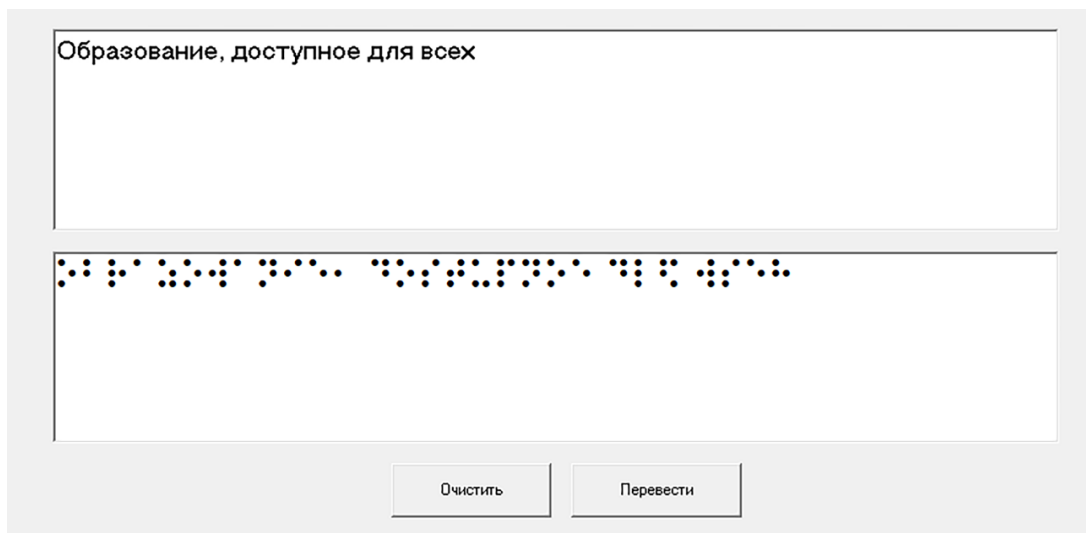 Образование, доступное для всех
⠕⠃⠗⠁⠵⠕⠺⠁⠝⠊⠑⠂ ⠙⠕⠎⠞⠥⠏⠝⠕⠑ ⠙⠇⠫ ⠺⠎⠑⠓
Очистить Перевести